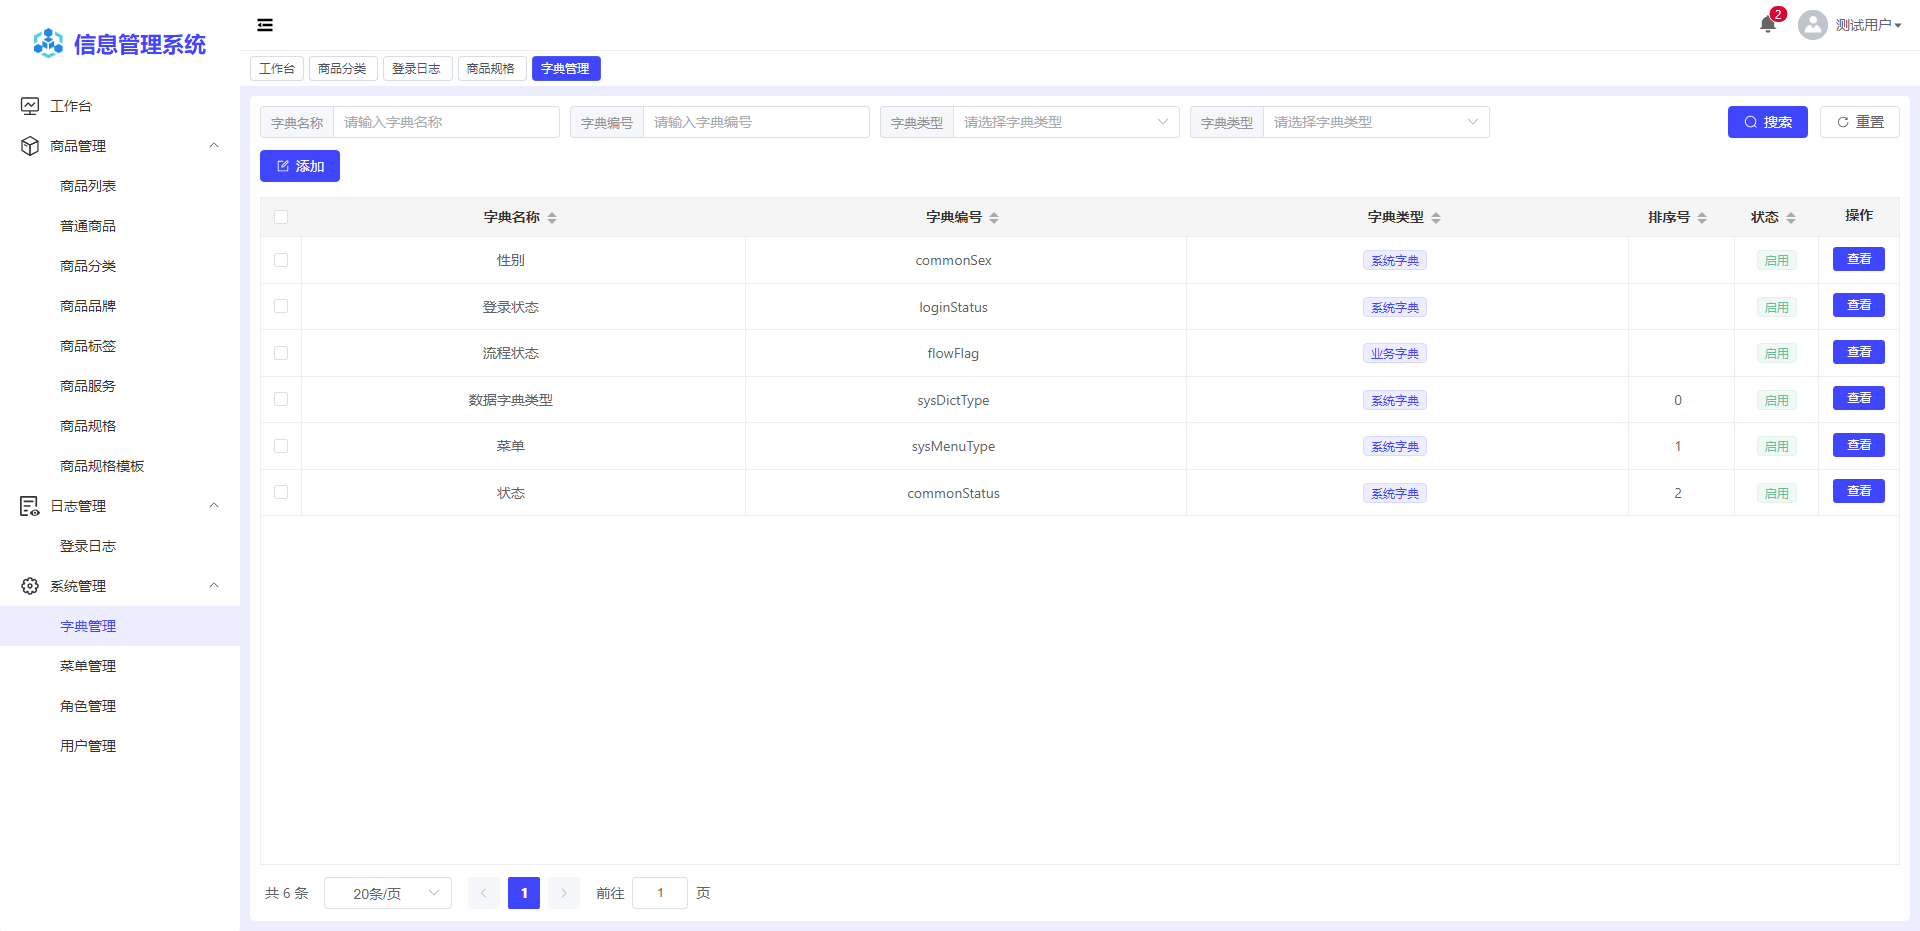 信息管理系统
2
测试用户
工作台
商品管理
商品列表
普通商品
商品分类
商品品牌
商品标签
商品服务
商品规格
商品规格模板
日志管理
登录日志
系统管理
字典管理
菜单管理
角色管理
用户管理
工作台 商品分类 登录日志 商品规格 字典管理
字典名称 请输入字典名称 字典编号 请输入字典编号 字典类型 请选择字典类型 字典类型 请选择字典类型 搜索 重置
添加
字典名称 字典编号 字典类型 排序号 状态 操作
性别 commonSex 系统字典 启用 查看
登录状态 loginStatus 系统字典 启用 查看
流程状态 flowFlag 业务字典 启用 查看
数据字典类型 sysDictType 系统字典 0 启用 查看
菜单 sysMenuType 系统字典 1 启用 查看
状态 commonStatus 系统字典 2 启用 查看
共 6 条 20条/页 1 前往 1 页